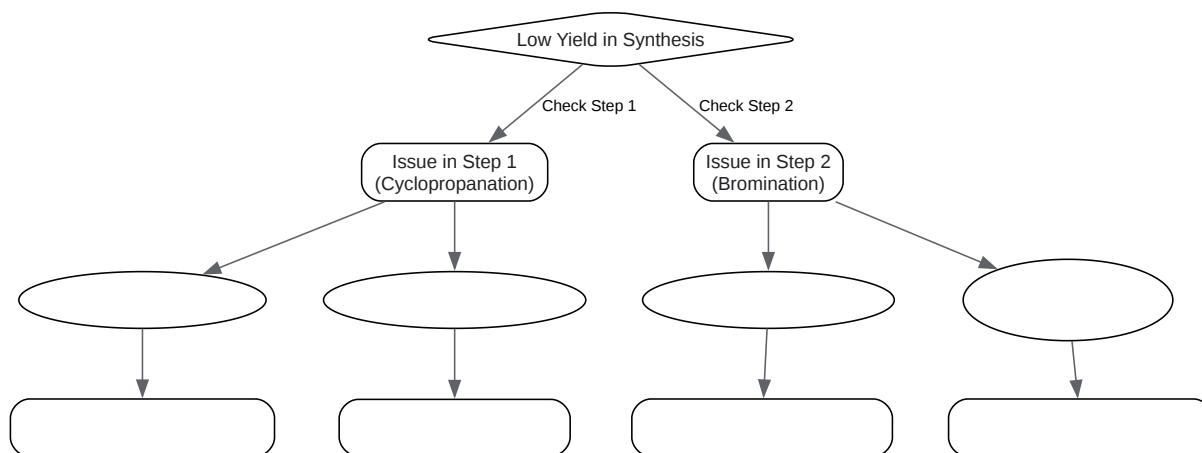 Low Yield in Synthesis
Check Step 1
Check Step 2
Issue in Step 1
(Cyclopropanation)
Issue in Step 2
(Bromination)